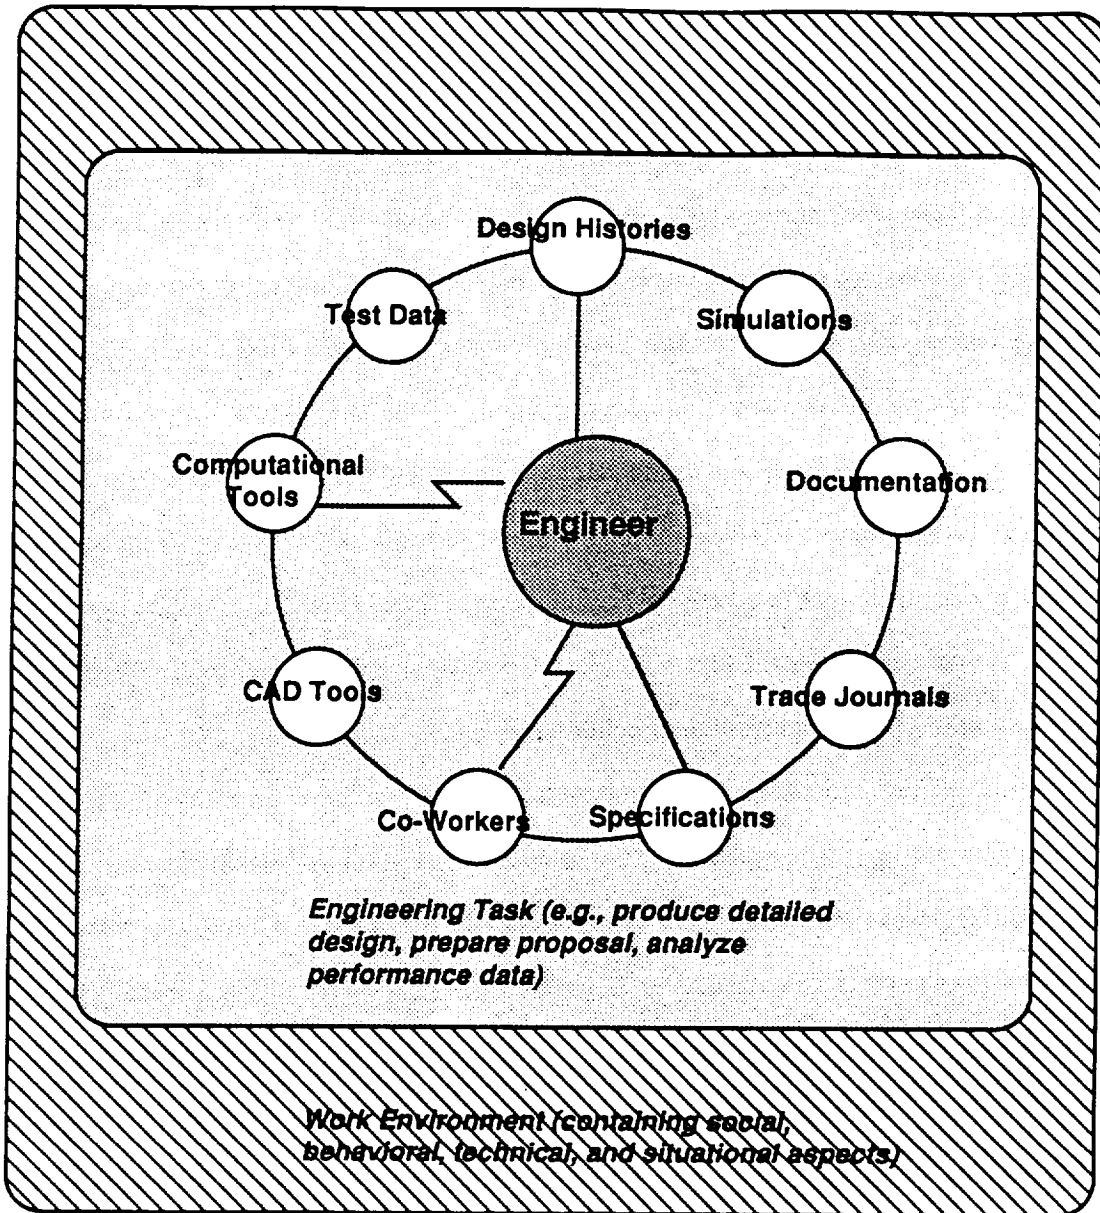 Design Histories
Test Data
Simulations
Computational
Tools
Documentation
Engineer
CAD Tools
Trade Journals
Co-Workers
Specifications
Engineering Task (e.g., produce detailed
design, prepare proposal, analyze
performance data)
Work Environment (containing social,
behavioral, technical, and situational aspects)